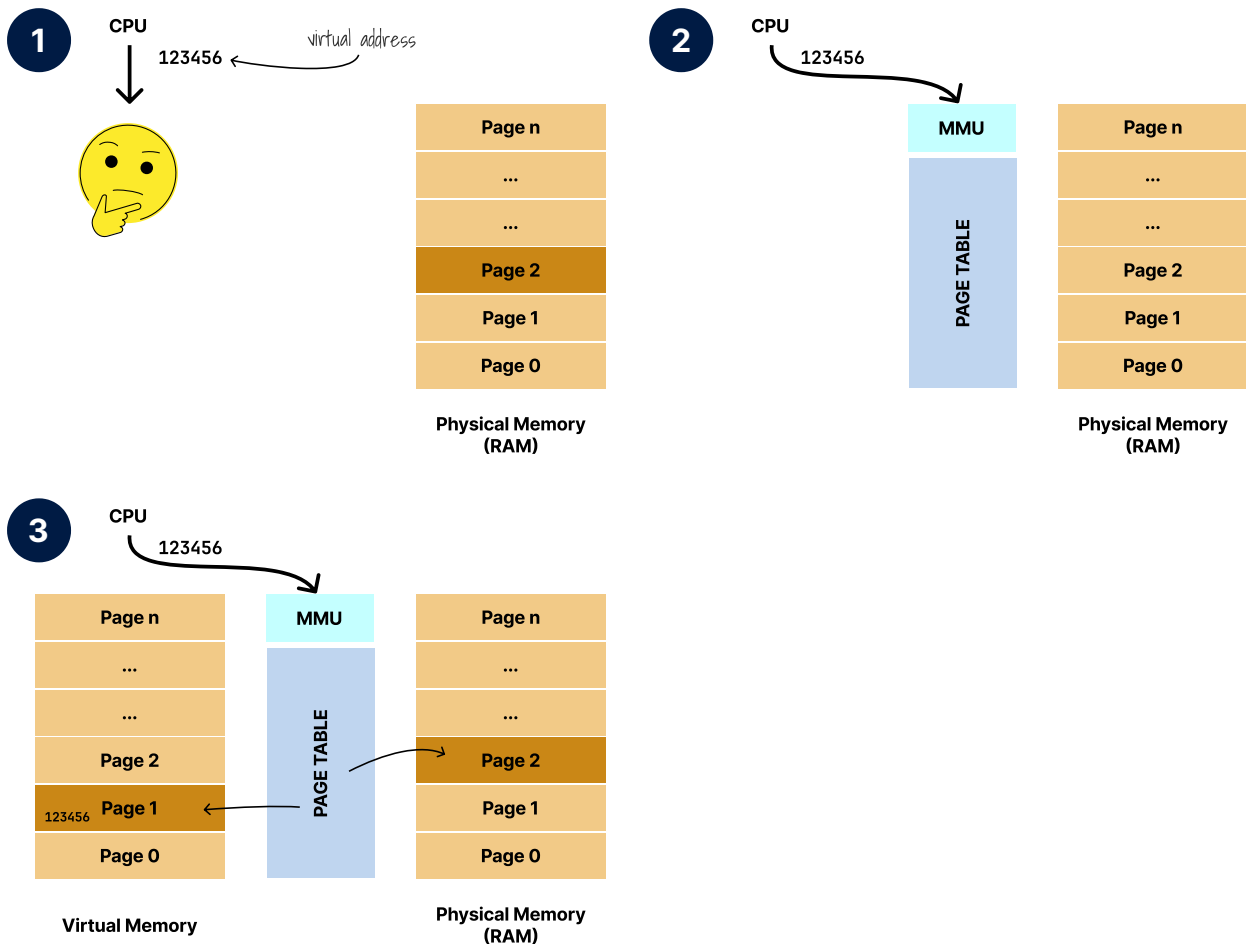 1
CPU
123456
virtual address
Page n
...
...
Page 2
Page 1
Page 0
Physical Memory
(RAM)
2
CPU
123456
MMU
PAGE TABLE
Page n
...
...
Page 2
Page 1
Page 0
Physical Memory
(RAM)
3
CPU
123456
Page n
...
...
Page 2
123456 Page 1
Page 0
Virtual Memory
MMU
PAGE TABLE
Page n
...
...
Page 2
Page 1
Page 0
Physical Memory
(RAM)